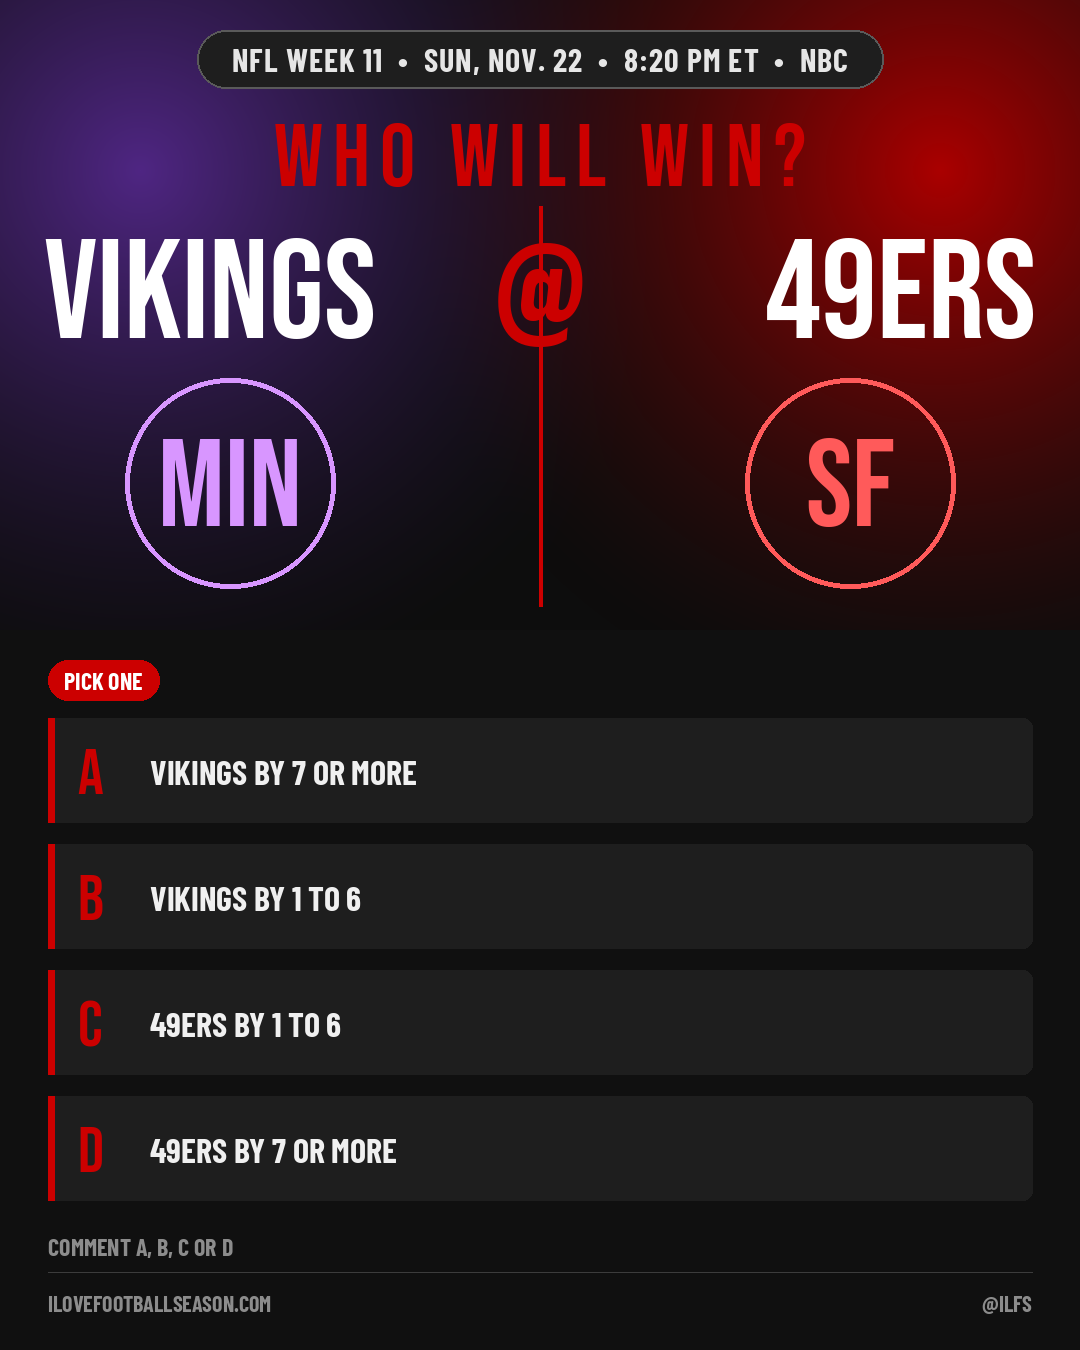 NFL WEEK 11 • SUN, NOV. 22 • 8:20 PM ET • NBC
WHO WILL WIN?
VIKINGS @ 49ERS
MIN SF
PICK ONE
A VIKINGS BY 7 OR MORE
B VIKINGS BY 1 TO 6
C 49ERS BY 1 TO 6
D 49ERS BY 7 OR MORE
COMMENT A, B, C OR D
ILOVEFOOTBALLSEASON.COM @ILFS